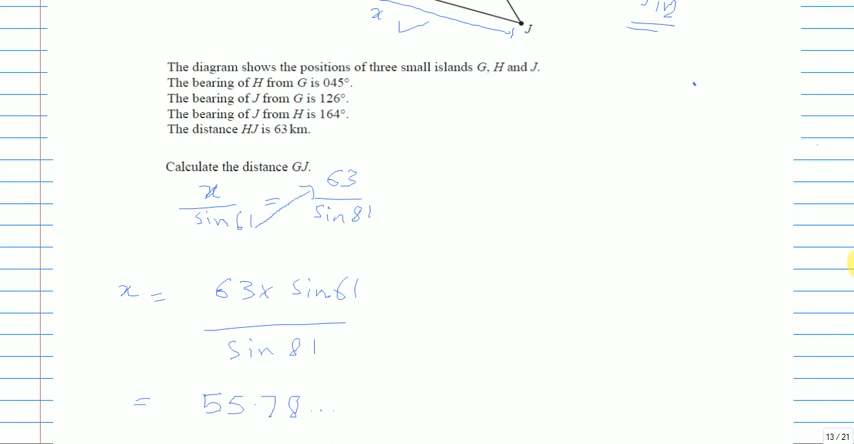 x
J
The diagram shows the positions of three small islands G, H and J.
The bearing of H from G is 045°.
The bearing of J from G is 126°.
The bearing of J from H is 164°.
The distance HJ is 63 km.
Calculate the distance GJ.
x / sin 61 = 63 / sin 81
x = 63 x sin 61
sin 81
= 55.78...
13 / 21